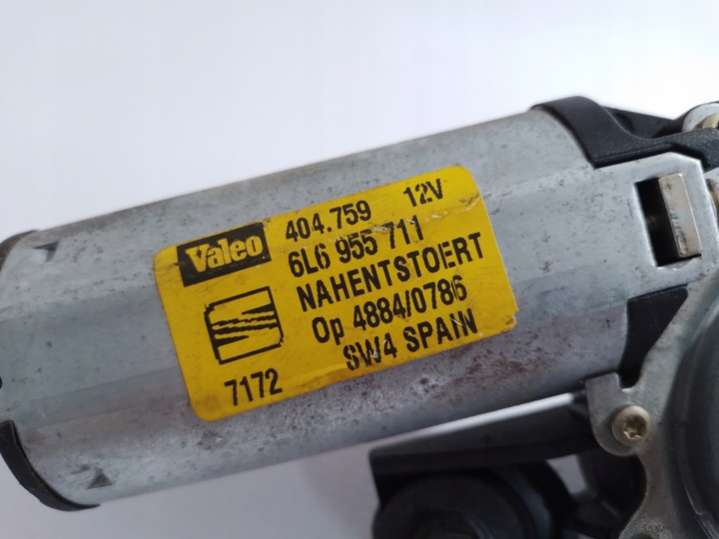 Valeo 404.759 12V
6L6 955 711
NAHENTSTOERT
Op 4884/0786
7172 SW4 SPAIN